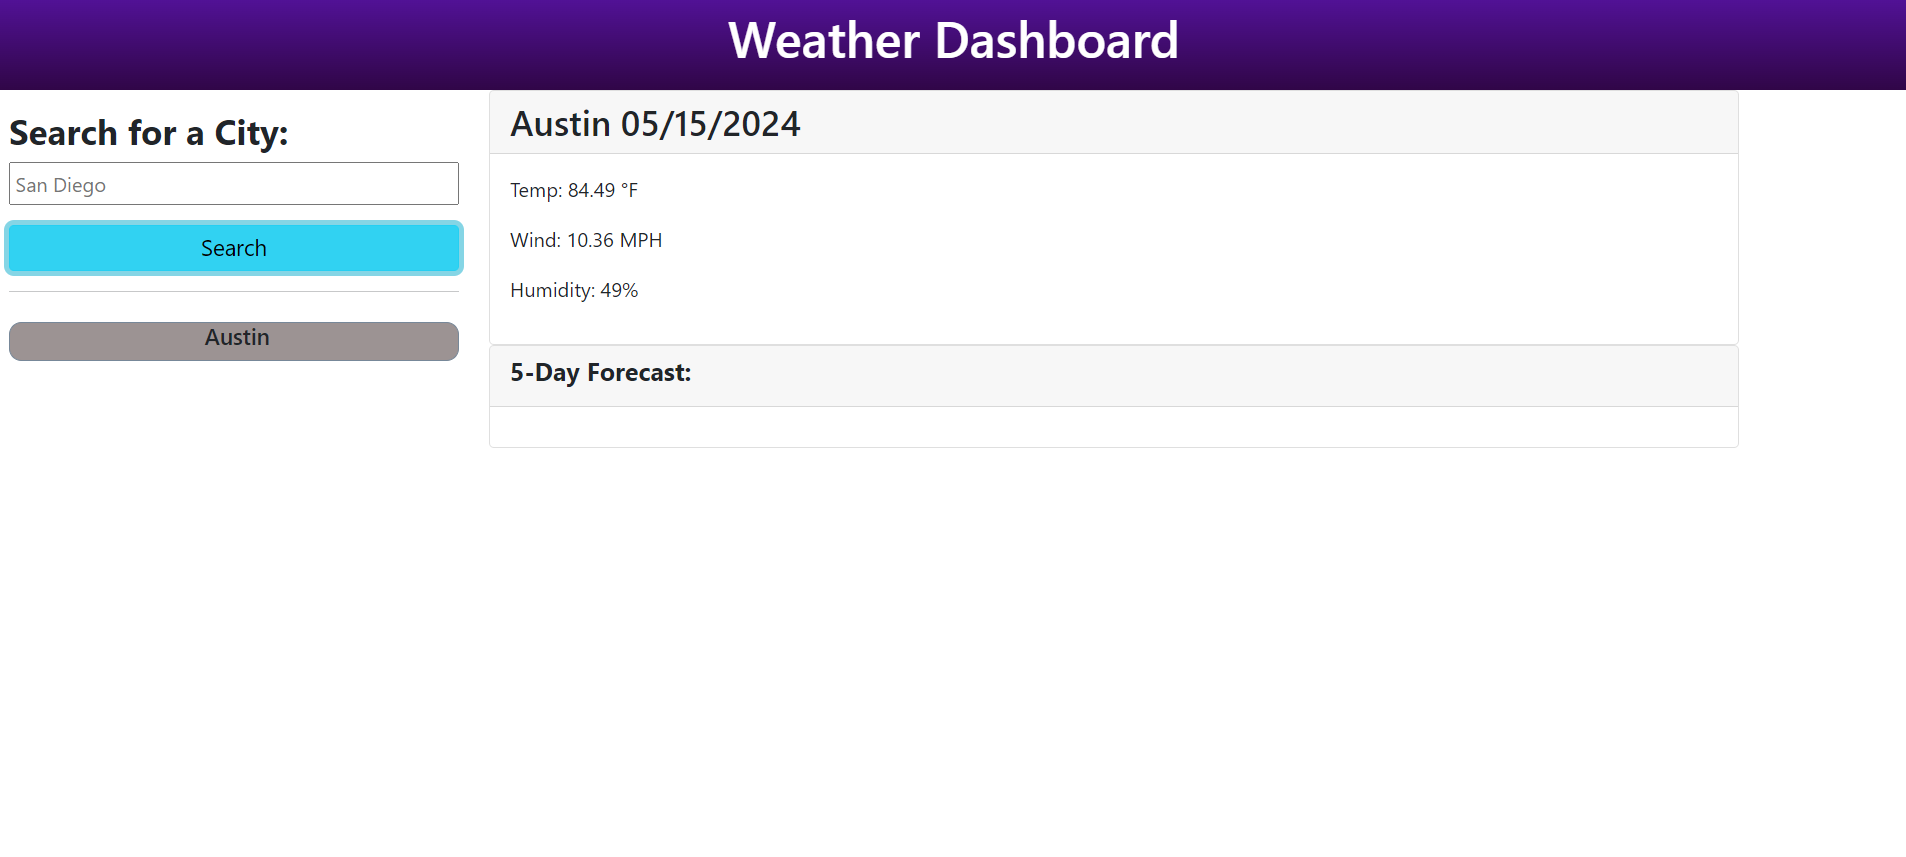 Weather Dashboard
Search for a City:
San Diego
Search
Austin
Austin 05/15/2024
Temp: 84.49 °F
Wind: 10.36 MPH
Humidity: 49%
5-Day Forecast: